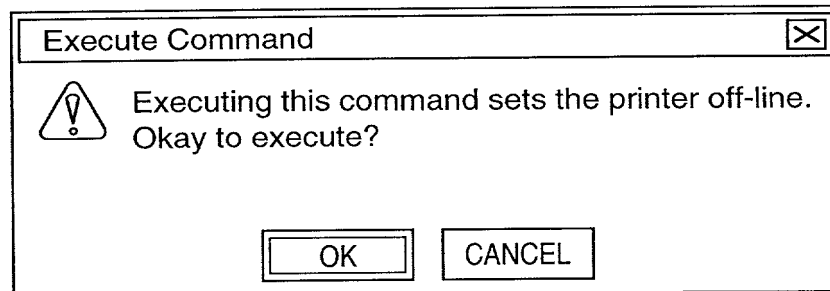 Execute Command
Executing this command sets the printer off-line.
Okay to execute?
OK CANCEL